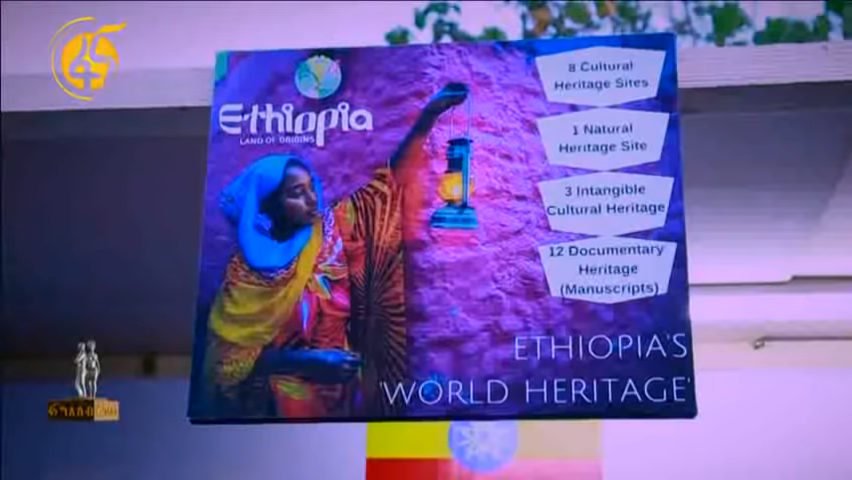 Ethiopia
LAND OF ORIGINS
8 Cultural
Heritage Sites
1 Natural
Heritage Site
3 Intangible
Cultural Heritage
12 Documentary
Heritage
(Manuscripts)
ETHIOPIA'S
'WORLD HERITAGE'